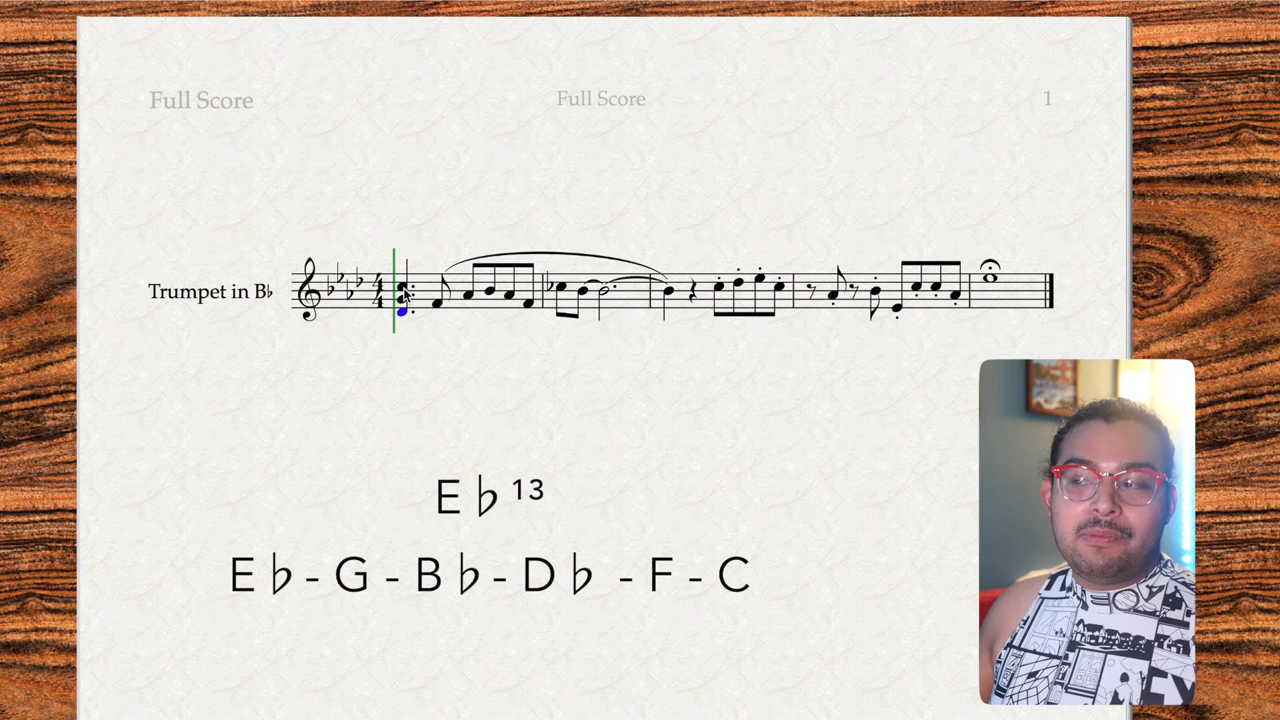 Full Score Full Score 1
Trumpet in B♭
E♭13
E♭ - G - B♭ - D♭ - F - C